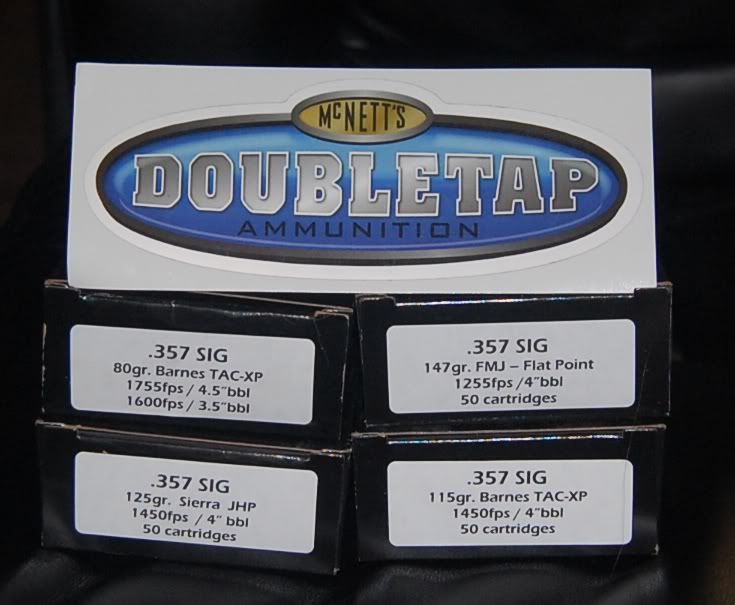 McNETT'S
DOUBLETAP
AMMUNITION
.357 SIG
80gr. Barnes TAC-XP
1755fps / 4.5"bbl
1600fps / 3.5"bbl
.357 SIG
147gr. FMJ – Flat Point
1255fps /4"bbl
50 cartridges
.357 SIG
125gr. Sierra JHP
1450fps / 4" bbl
50 cartridges
.357 SIG
115gr. Barnes TAC-XP
1450fps / 4"bbl
50 cartridges